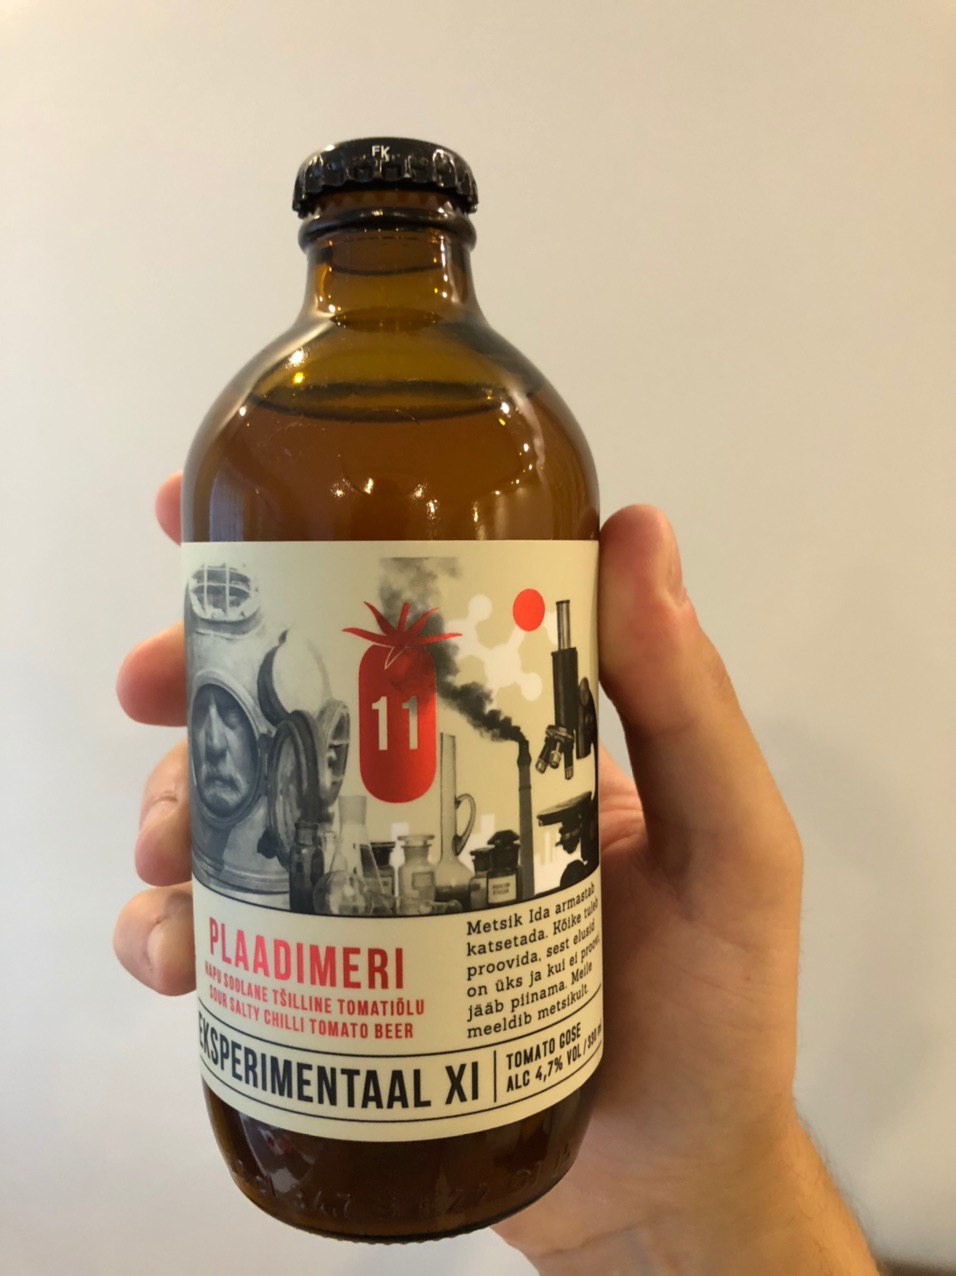 FK
11
PLAADIMERI
HAPU SOOLANE TŠILLINE TOMATIÕLU
SOUR SALTY CHILLI TOMATO BEER
Metsik Ida armastab
katsetada. Kõike tuleb
proovida, sest elusid
on üks ja kui ei proovi,
jääb piinama. Meile
meeldib metsikult
EKSPERIMENTAAL XI
TOMATO GOSE
ALC 4,7% VOL / 330 ml